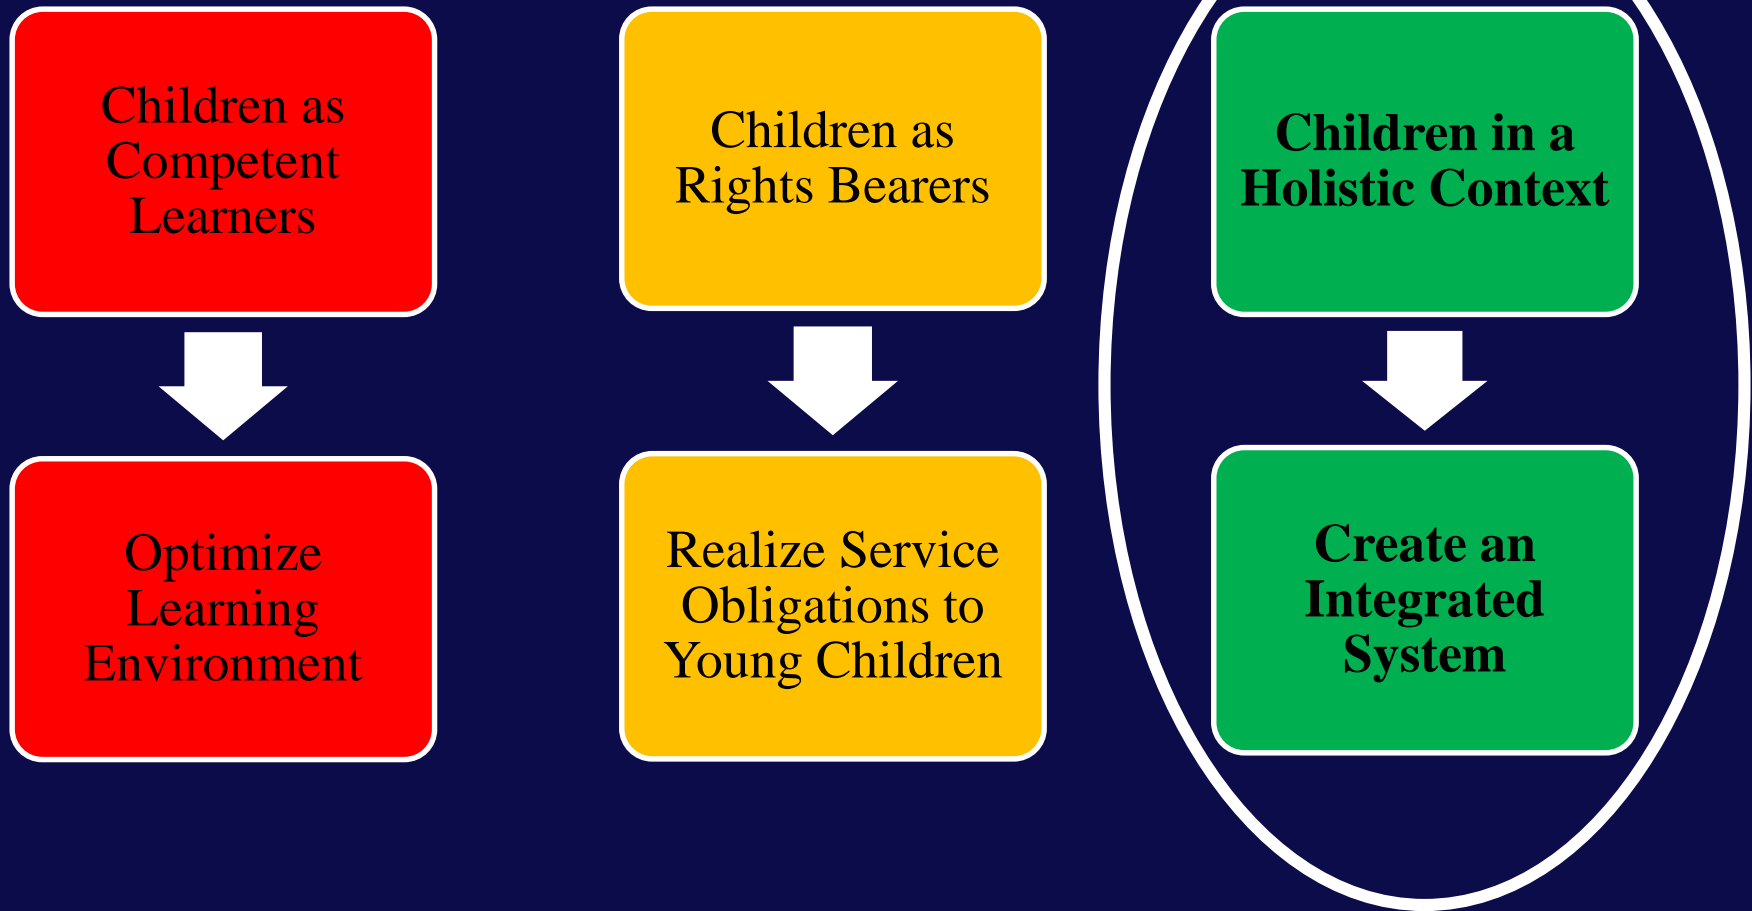 Children as
Competent
Learners
Optimize
Learning
Environment
Children as
Rights Bearers
Realize Service
Obligations to
Young Children
Children in a
Holistic Context
Create an
Integrated
System